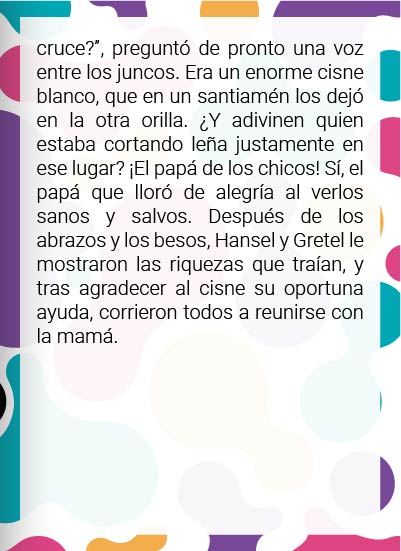 cruce?”, preguntó de pronto una voz
entre los juncos. Era un enorme cisne
blanco, que en un santiamén los dejó
en la otra orilla. ¿Y adivinen quien
estaba cortando leña justamente en
ese lugar? ¡El papá de los chicos! Sí, el
papá que lloró de alegría al verlos
sanos y salvos. Después de los
abrazos y los besos, Hansel y Gretel le
mostraron las riquezas que traían, y
tras agradecer al cisne su oportuna
ayuda, corrieron todos a reunirse con
la mamá.